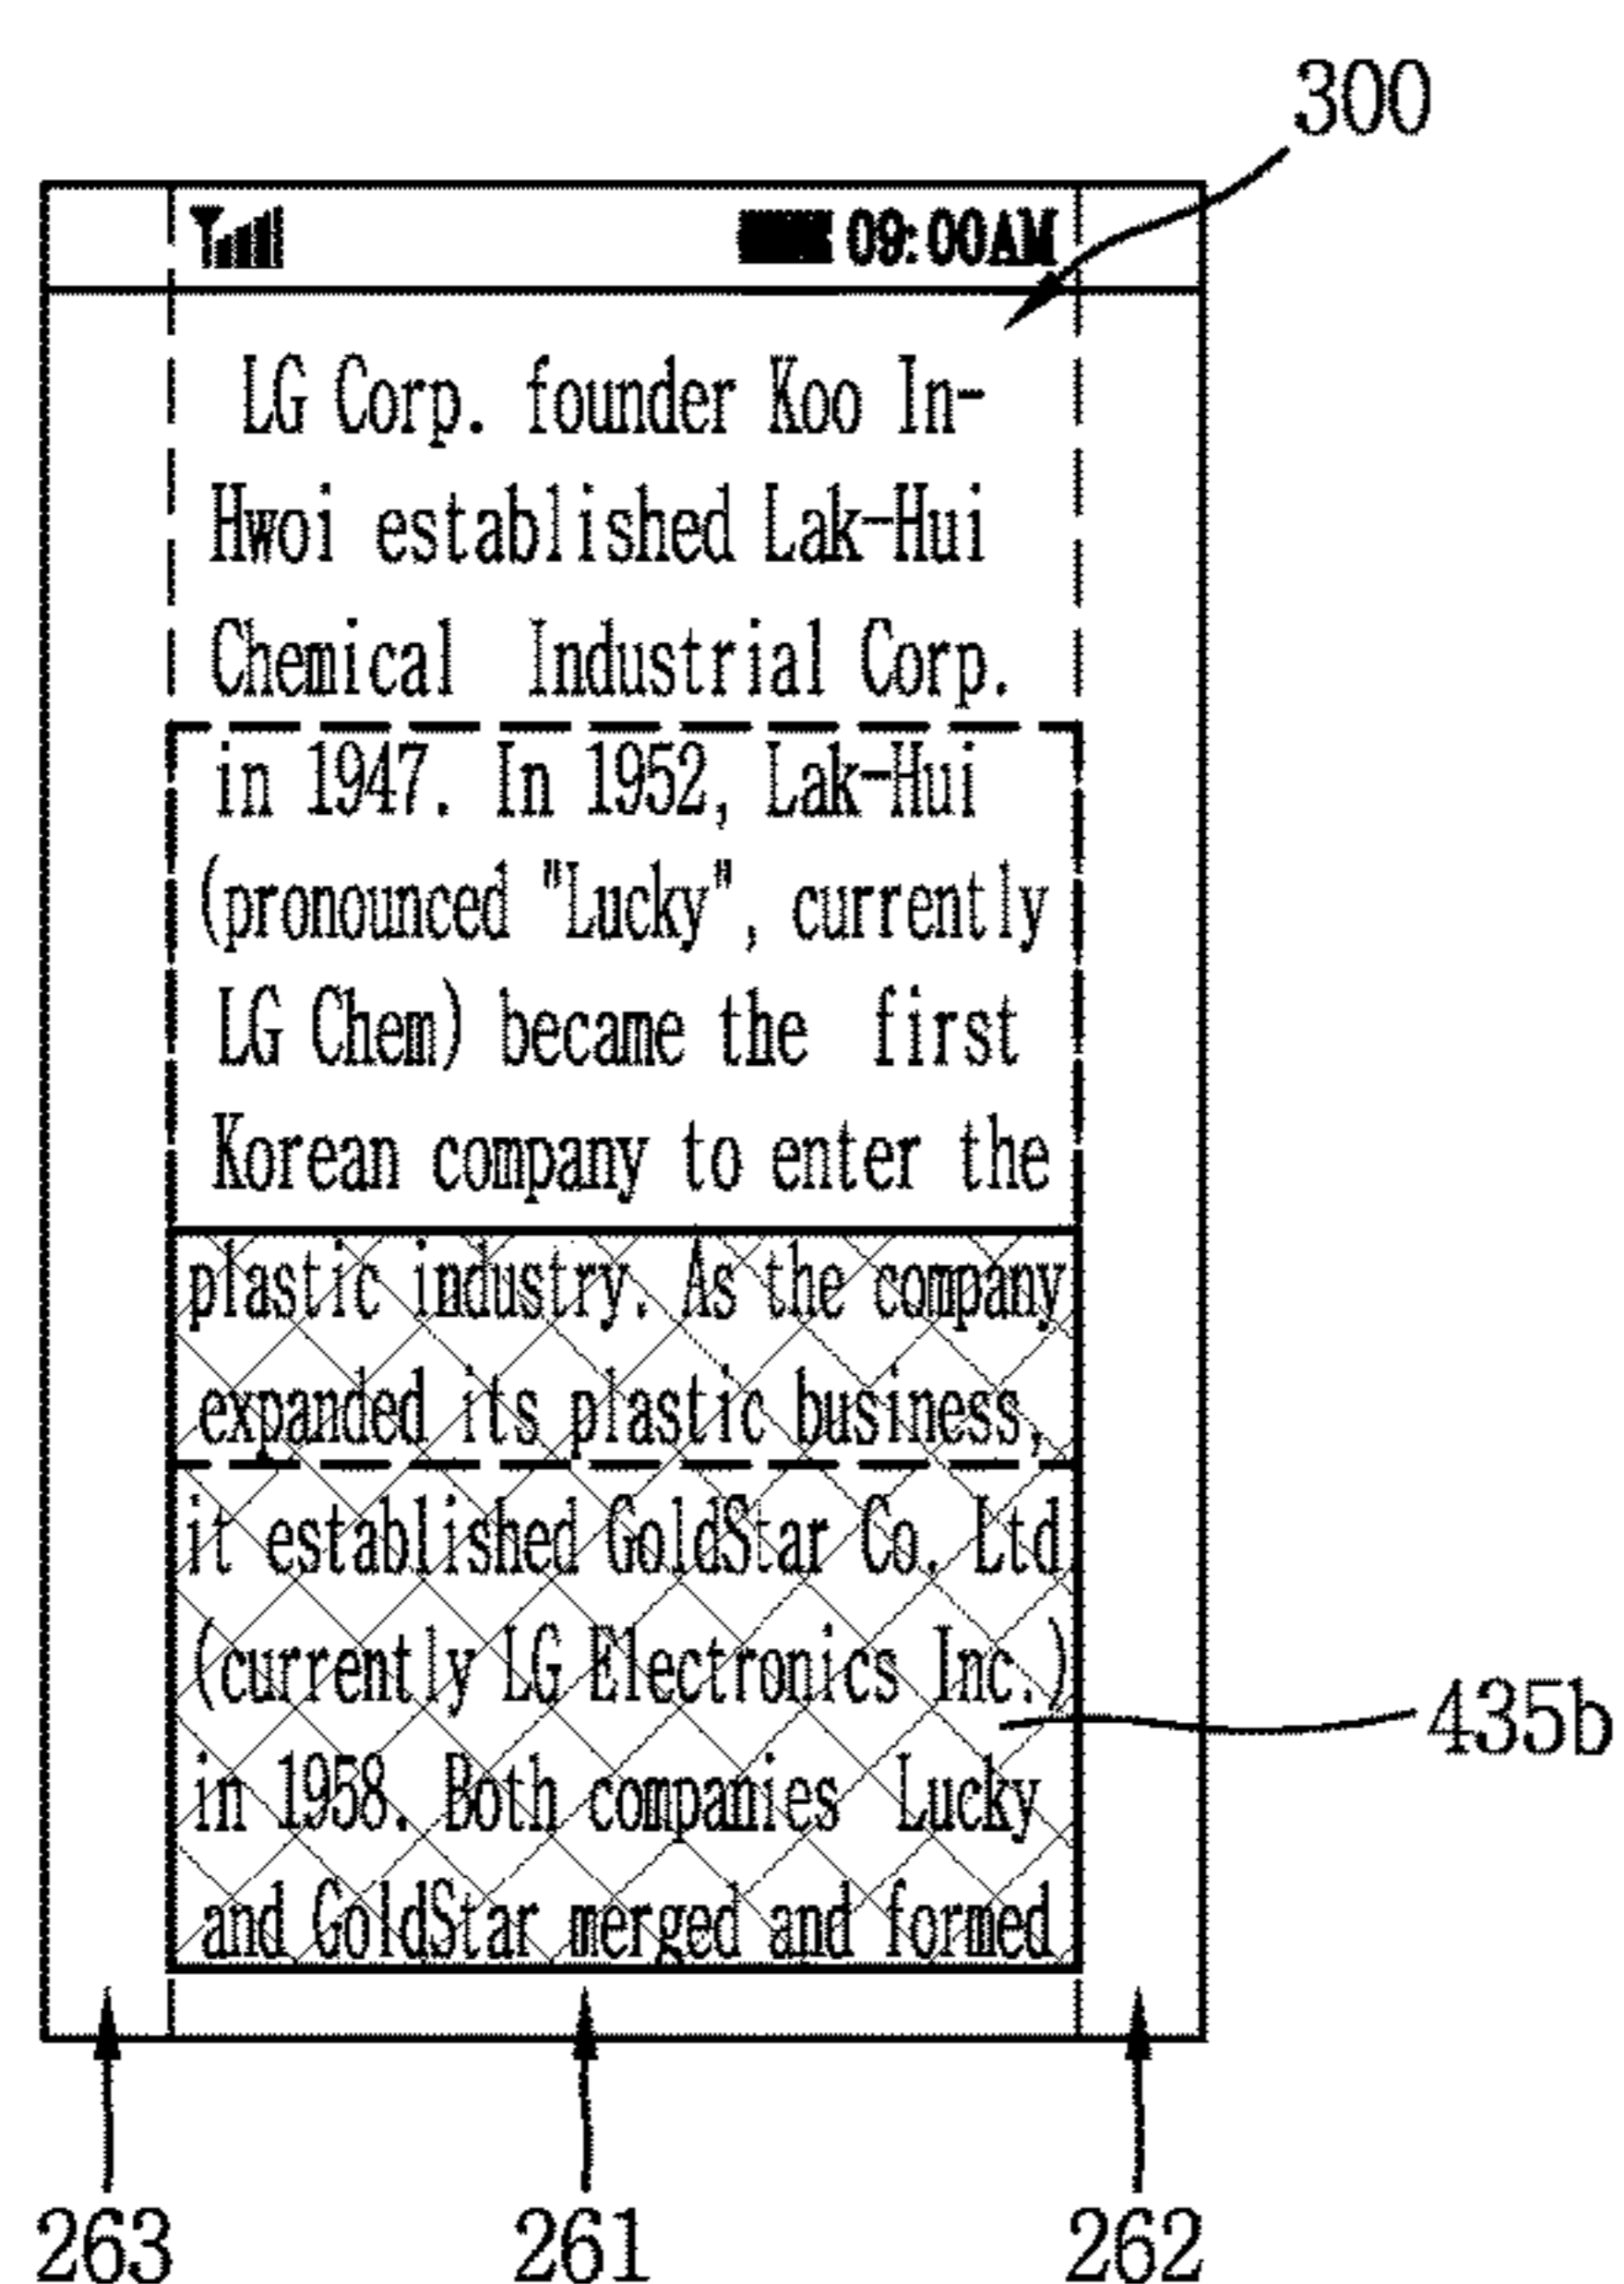 300
09:00AM
LG Corp. founder Koo In-
Hwoi established Lak-Hui
Chemical Industrial Corp.
in 1947. In 1952, Lak-Hui
(pronounced "Lucky", currently
LG Chem) became the first
Korean company to enter the
plastic industry. As the company
expanded its plastic business,
it established GoldStar Co. Ltd
(currently LG Electronics Inc.)
435b
in 1958. Both companies Lucky
and GoldStar merged and formed
263 261 262